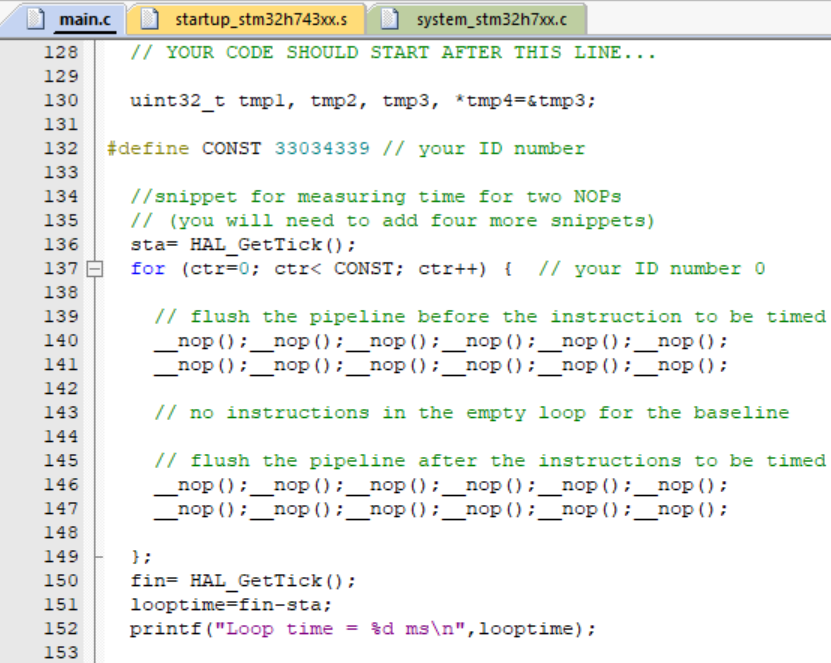 main.c startup_stm32h743xx.s system_stm32h7xx.c
128 // YOUR CODE SHOULD START AFTER THIS LINE...
129
130 uint32_t tmp1, tmp2, tmp3, *tmp4=&tmp3;
131
132 #define CONST 33034339 // your ID number
133
134 //snippet for measuring time for two NOPs
135 // (you will need to add four more snippets)
136 sta= HAL_GetTick();
137 for (ctr=0; ctr< CONST; ctr++) { // your ID number 0
138
139 // flush the pipeline before the instruction to be timed
140 __nop();__nop();__nop();__nop();__nop();__nop();
141 __nop();__nop();__nop();__nop();__nop();__nop();
142
143 // no instructions in the empty loop for the baseline
144
145 // flush the pipeline after the instructions to be timed
146 __nop();__nop();__nop();__nop();__nop();__nop();
147 __nop();__nop();__nop();__nop();__nop();__nop();
148
149 };
150 fin= HAL_GetTick();
151 looptime=fin-sta;
152 printf("Loop time = %d ms\n",looptime);
153